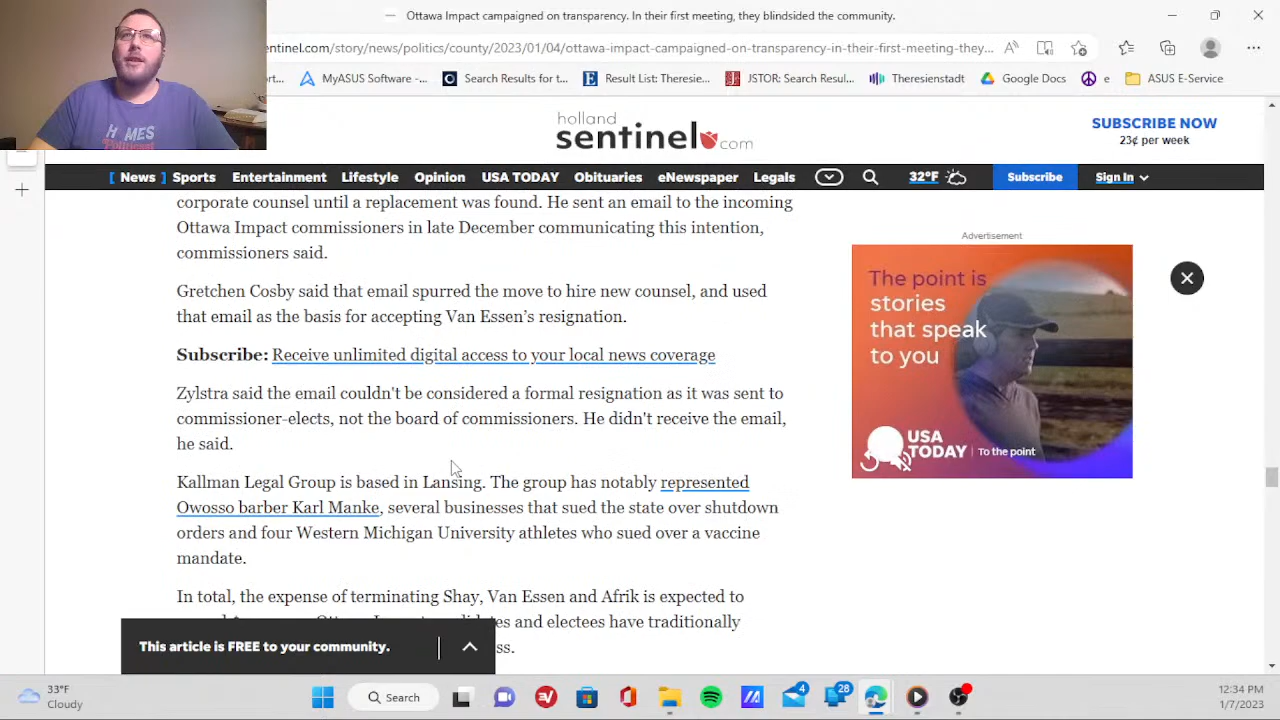 Ottawa Impact campaigned on transparency. In their first meeting, they blindsided the community.
entinel.com/story/news/politics/county/2023/01/04/ottawa-impact-campaigned-on-transparency-in-their-first-meeting-they...
ort... MyASUS Software -... Search Results for t... Result List: Theresie... JSTOR: Search Resul... Theresienstadt Google Docs e ASUS E-Service
H MES
Political
holland
sentinel.com
SUBSCRIBE NOW
23¢ per week
[ News ] Sports Entertainment Lifestyle Opinion USA TODAY Obituaries eNewspaper Legals 32°F Subscribe Sign In
corporate counsel until a replacement was found. He sent an email to the incoming
Ottawa Impact commissioners in late December communicating this intention,
commissioners said.
Gretchen Cosby said that email spurred the move to hire new counsel, and used
that email as the basis for accepting Van Essen’s resignation.
Subscribe: Receive unlimited digital access to your local news coverage
Zylstra said the email couldn't be considered a formal resignation as it was sent to
commissioner-elects, not the board of commissioners. He didn't receive the email,
he said.
Kallman Legal Group is based in Lansing. The group has notably represented
Owosso barber Karl Manke, several businesses that sued the state over shutdown
orders and four Western Michigan University athletes who sued over a vaccine
mandate.
In total, the expense of terminating Shay, Van Essen and Afrik is expected to
and electees have traditionally
ss.
Advertisement
The point is
stories
that speak
to you
USA
TODAY | To the point
This article is FREE to your community.
33°F
Cloudy
Search
4
28
12:34 PM
1/7/2023